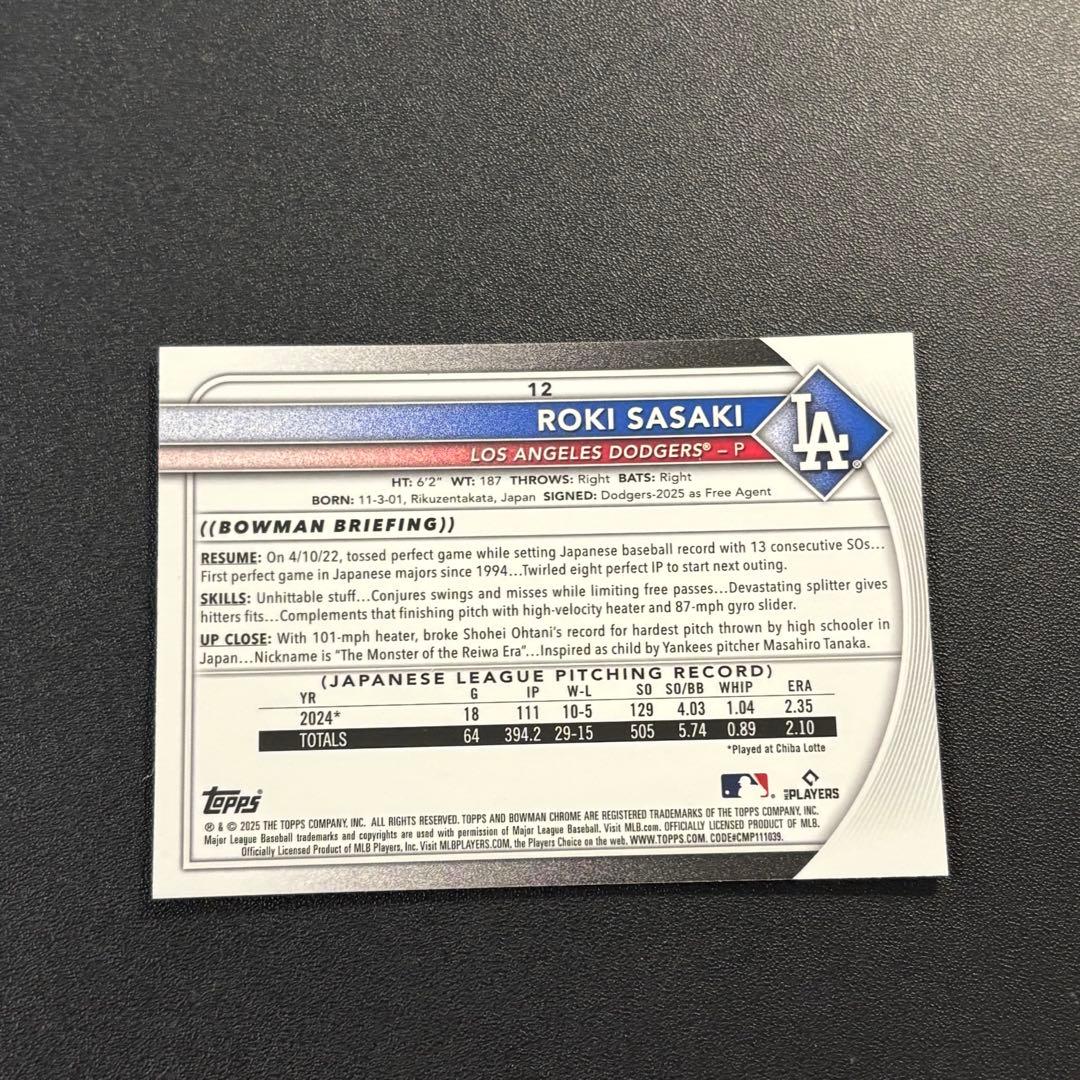 12
ROKI SASAKI
LA®
LOS ANGELES DODGERS® – P
HT: 6'2" WT: 187 THROWS: Right BATS: Right
BORN: 11-3-01, Rikuzentakata, Japan SIGNED: Dodgers-2025 as Free Agent
((BOWMAN BRIEFING))
RESUME: On 4/10/22, tossed perfect game while setting Japanese baseball record with 13 consecutive SOs...
First perfect game in Japanese majors since 1994...Twirled eight perfect IP to start next outing.
SKILLS: Unhittable stuff...Conjures swings and misses while limiting free passes...Devastating splitter gives
hitters fits...Complements that finishing pitch with high-velocity heater and 87-mph gyro slider.
UP CLOSE: With 101-mph heater, broke Shohei Ohtani's record for hardest pitch thrown by high schooler in
Japan...Nickname is "The Monster of the Reiwa Era"...Inspired as child by Yankees pitcher Masahiro Tanaka.
(JAPANESE LEAGUE PITCHING RECORD)
YR G IP W-L SO SO/BB WHIP ERA
2024* 18 111 10-5 129 4.03 1.04 2.35
TOTALS 64 394.2 29-15 505 5.74 0.89 2.10
*Played at Chiba Lotte
Topps®
MLB PLAYERS
® & © 2025 THE TOPPS COMPANY, INC. ALL RIGHTS RESERVED. TOPPS AND BOWMAN CHROME ARE REGISTERED TRADEMARKS OF THE TOPPS COMPANY, INC.
Major League Baseball trademarks and copyrights are used with permission of Major League Baseball. Visit MLB.com. OFFICIALLY LICENSED PRODUCT OF MLB.
Officially Licensed Product of MLB Players, Inc. Visit MLBPLAYERS.COM, the Players Choice on the web. WWW.TOPPS.COM. CODE#CMP111039.